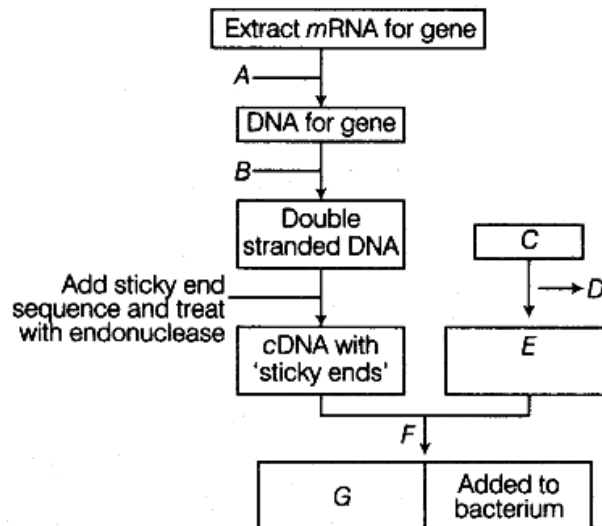 Extract mRNA for gene
A
DNA for gene
B
Double
stranded DNA
C
Add sticky end
sequence and treat
with endonuclease
D
cDNA with
'sticky ends'
E
F
G
Added to
bacterium